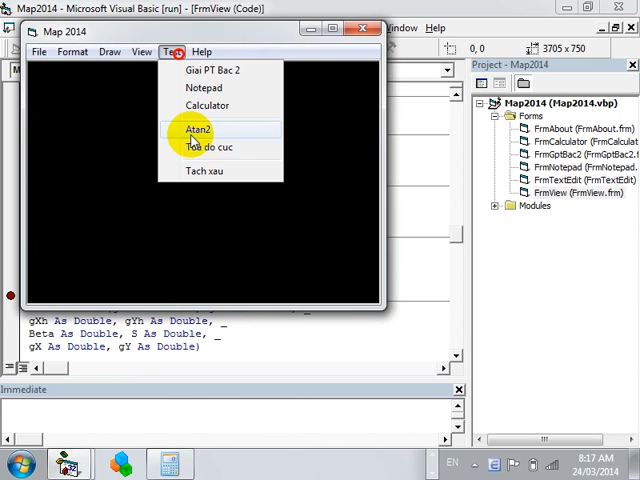 Map2014 - Microsoft Visual Basic [run] - [FrmView (Code)]
Map 2014
Window Help
File Format Draw View Test Help
0, 0 3705 x 750
Giai PT Bac 2
Notepad
Calculator
Atan2
Toa do cuc
Tach xau
Project - Map2014
Map2014 (Map2014.vbp)
Forms
FrmAbout (FrmAbout.frm)
FrmGptBac2 (FrmGptBac2.
FrmNotepad (FrmNotepad.
FrmTextEdit (FrmTextEdit.
FrmView (FrmView.frm)
Modules
gXh As Double, gYh As Double, _
Beta As Double, S As Double, _
gX As Double, gY As Double)
Immediate
EN
8:17 AM
24/03/2014